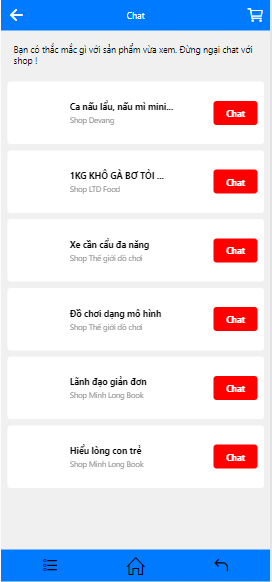 Chat
Bạn có thắc mắc gì với sản phẩm vừa xem. Đừng ngại chat với
shop !
Ca nấu lẩu, nấu mì mini...
Shop Devang
Chat
1KG KHÔ GÀ BƠ TỎI ...
Shop LTD Food
Chat
Xe cần cẩu đa năng
Shop Thế giới đồ chơi
Chat
Đồ chơi dạng mô hình
Shop Thế giới đồ chơi
Chat
Lãnh đạo giản đơn
Shop Minh Long Book
Chat
Hiểu lòng con trẻ
Shop Minh Long Book
Chat